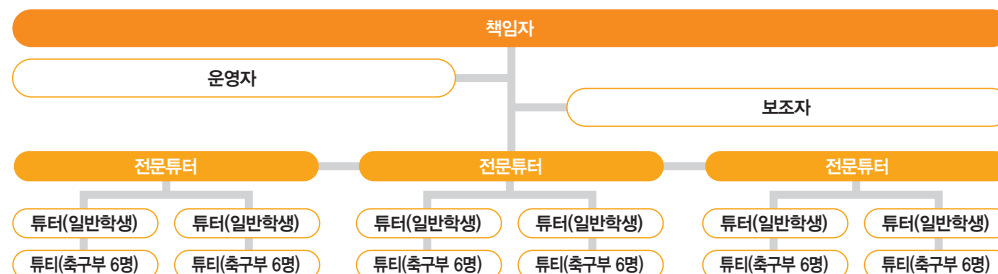 책임자
운영자
보조자
전문튜터 전문튜터 전문튜터
튜터(일반학생) 튜터(일반학생) 튜터(일반학생) 튜터(일반학생) 튜터(일반학생) 튜터(일반학생)
튜티(축구부 6명) 튜티(축구부 6명) 튜티(축구부 6명) 튜티(축구부 6명) 튜티(축구부 6명) 튜티(축구부 6명)